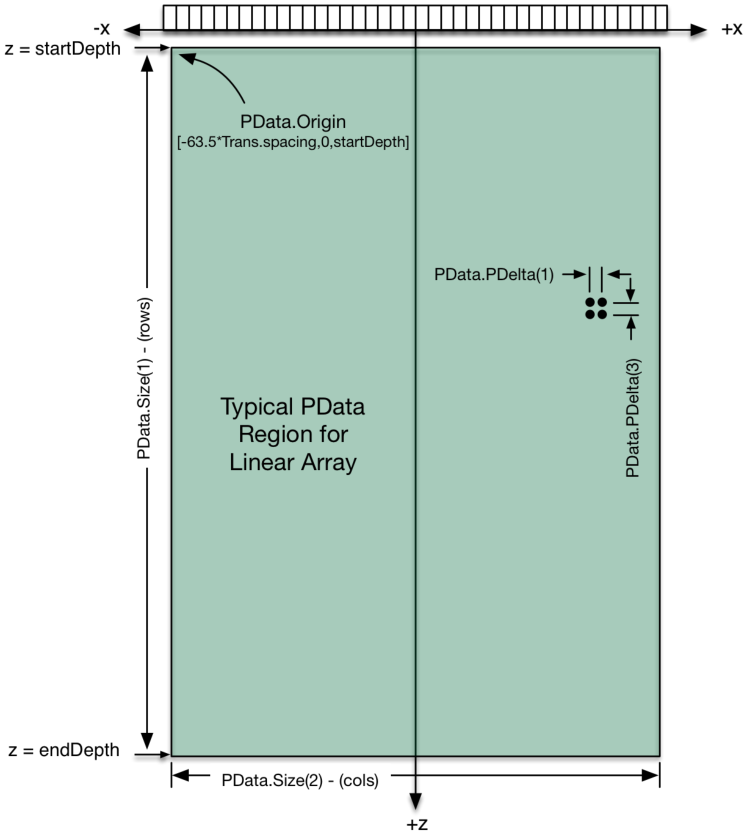 -x
+x
z = startDepth
PData.Origin
[-63.5*Trans.spacing,0,startDepth]
PData.PDelta(1)
PData.PDelta(3)
PData.Size(1) - (rows)
Typical PData
Region for
Linear Array
z = endDepth
PData.Size(2) - (cols)
+z